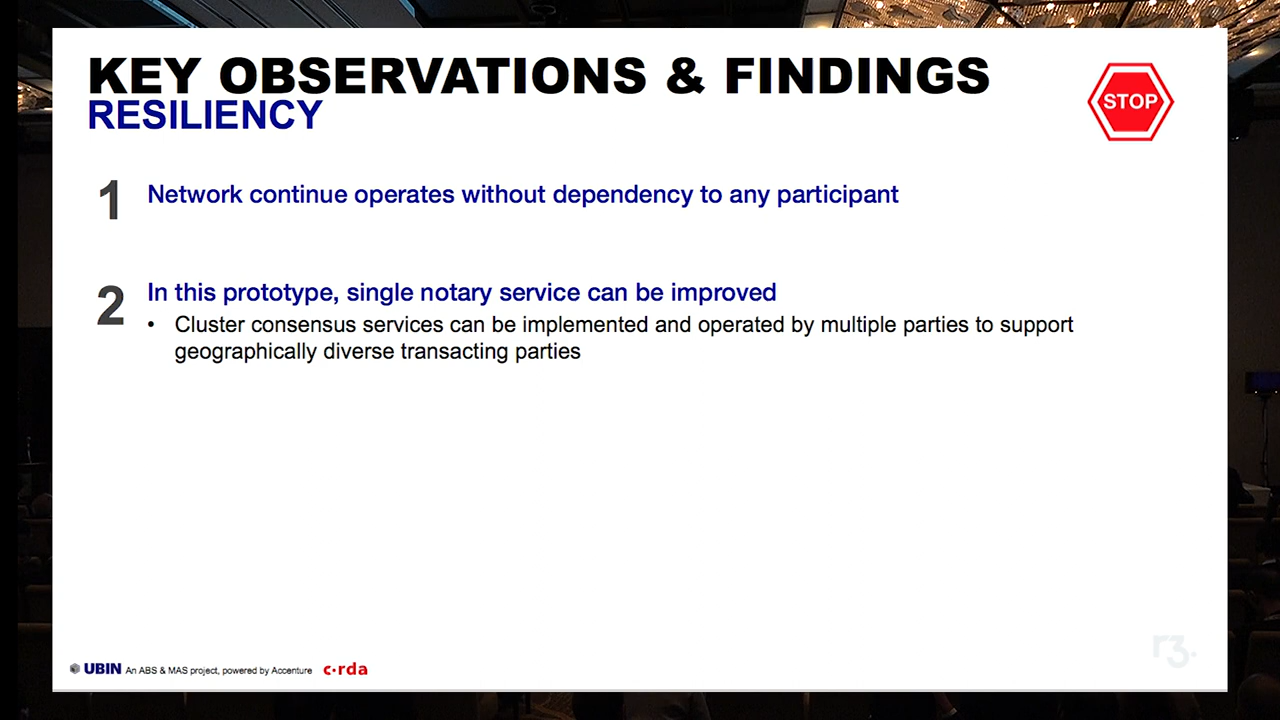 KEY OBSERVATIONS & FINDINGS
RESILIENCY
STOP
1 Network continue operates without dependency to any participant
2 In this prototype, single notary service can be improved
• Cluster consensus services can be implemented and operated by multiple parties to support
geographically diverse transacting parties
UBIN An ABS & MAS project, powered by Accenture c·rda
r3.